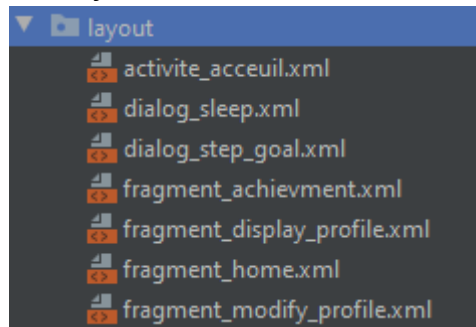 layout
activite_acceuil.xml
dialog_sleep.xml
dialog_step_goal.xml
fragment_achievment.xml
fragment_display_profile.xml
fragment_home.xml
fragment_modify_profile.xml